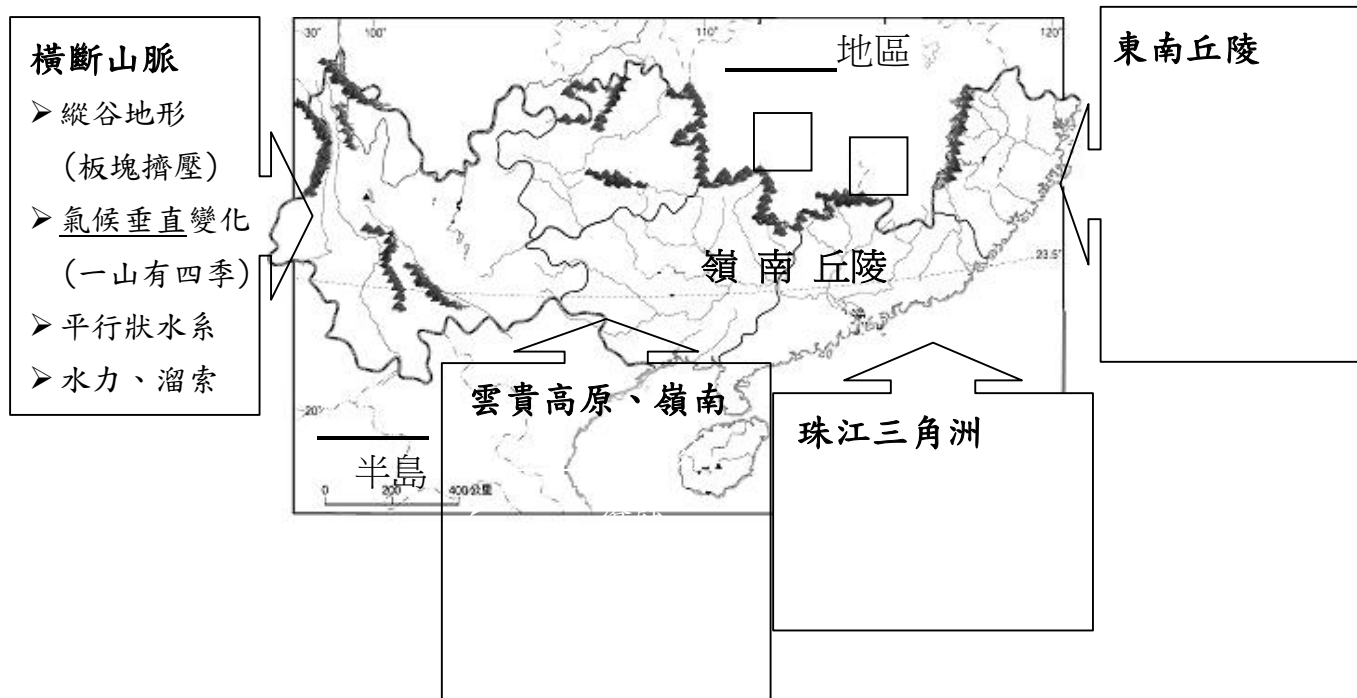 橫斷山脈
➢縱谷地形
(板塊擠壓)
➢氣候垂直變化
(一山有四季)
➢平行狀水系
➢水力、溜索
30° 100° 110° 120°
地區
嶺南丘陵
23.5°
20°
半島
0 200 400公里
雲貴高原、嶺南
珠江三角洲
東南丘陵